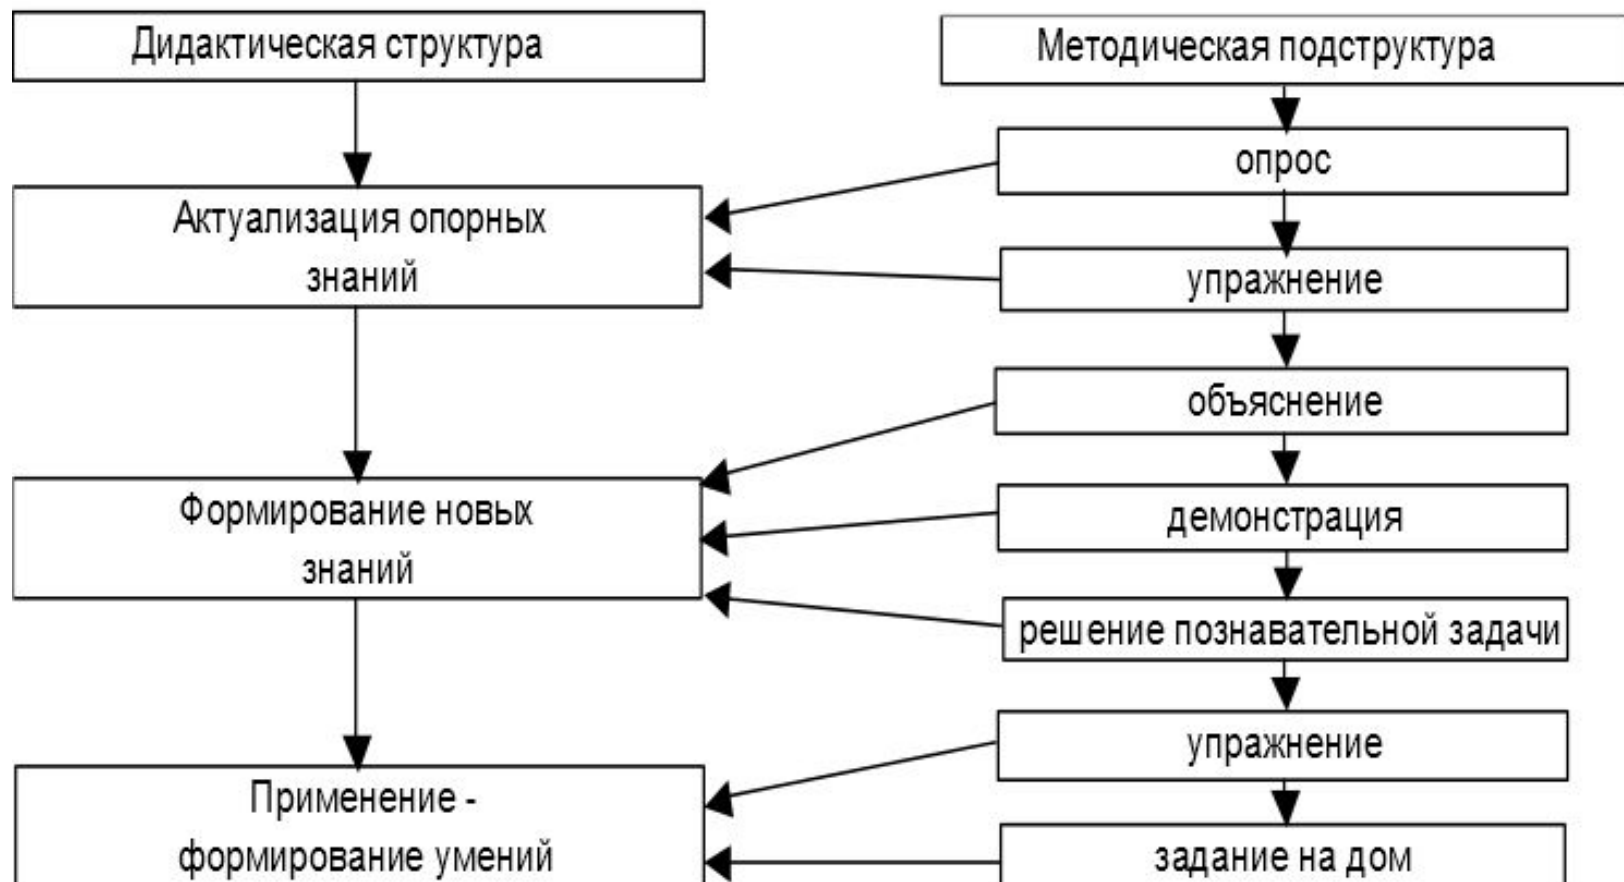 Дидактическая структура
Методическая подструктура
опрос
Актуализация опорных
знаний
упражнение
объяснение
Формирование новых
знаний
демонстрация
решение познавательной задачи
упражнение
Применение -
формирование умений
задание на дом